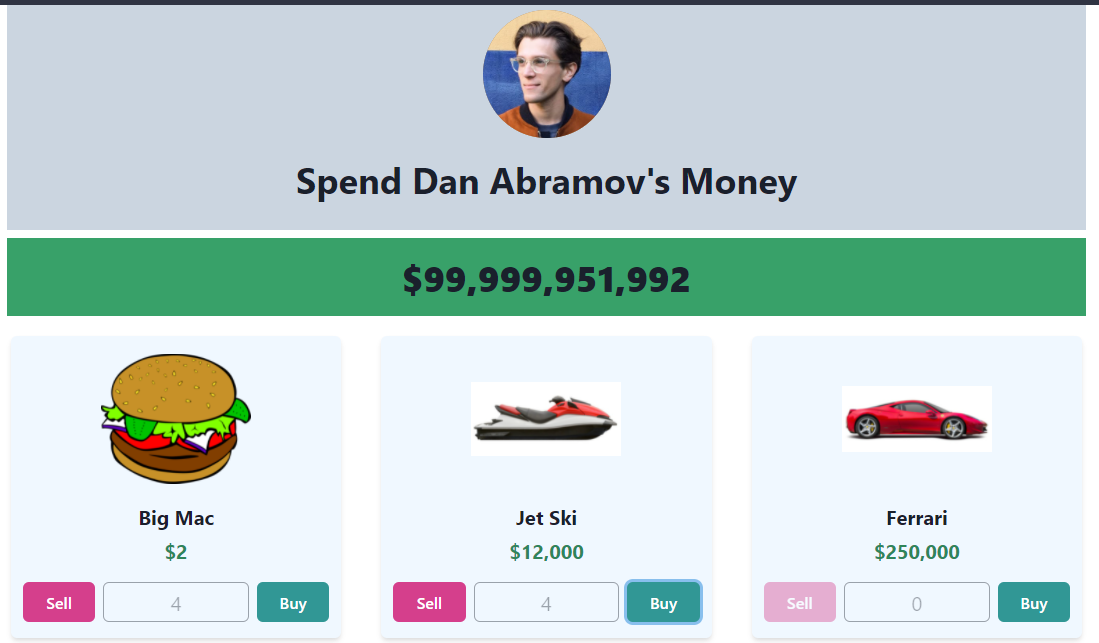 Spend Dan Abramov's Money
$99,999,951,992
Big Mac
$2
Sell 4 Buy
Jet Ski
$12,000
Sell 4 Buy
Ferrari
$250,000
Sell 0 Buy